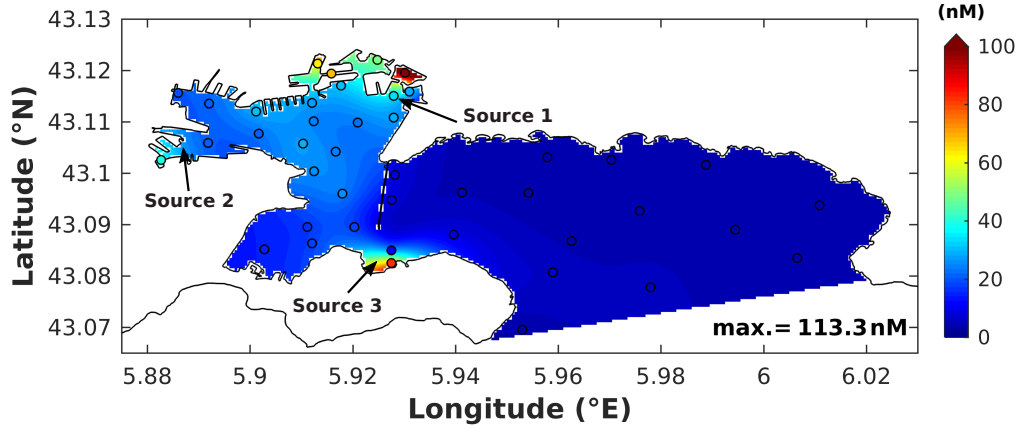 (nM)
43.13
43.12
43.11
43.1
43.09
43.08
43.07
Latitude (°N)
Source 1
Source 2
Source 3
max.= 113.3 nM
5.88 5.9 5.92 5.94 5.96 5.98 6 6.02
Longitude (°E)
100
80
60
40
20
0